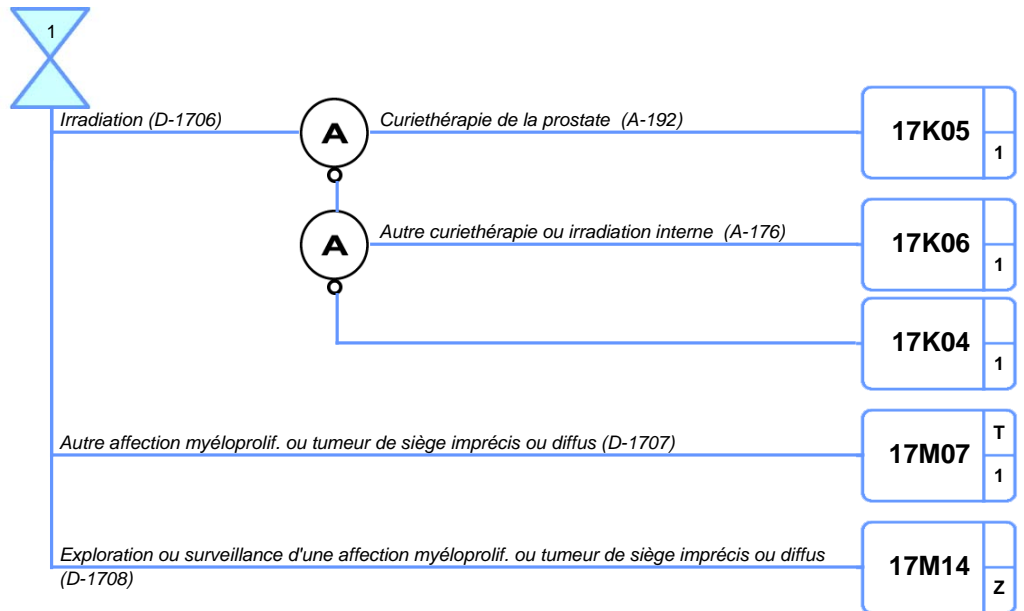 1
Irradiation (D-1706)
A
Curiethérapie de la prostate (A-192)
17K05
1
A
Autre curiethérapie ou irradiation interne (A-176)
17K06
1
17K04
1
Autre affection myéloprolif. ou tumeur de siège imprécis ou diffus (D-1707)
17M07
T
1
Exploration ou surveillance d'une affection myéloprolif. ou tumeur de siège imprécis ou diffus
(D-1708)
17M14
Z